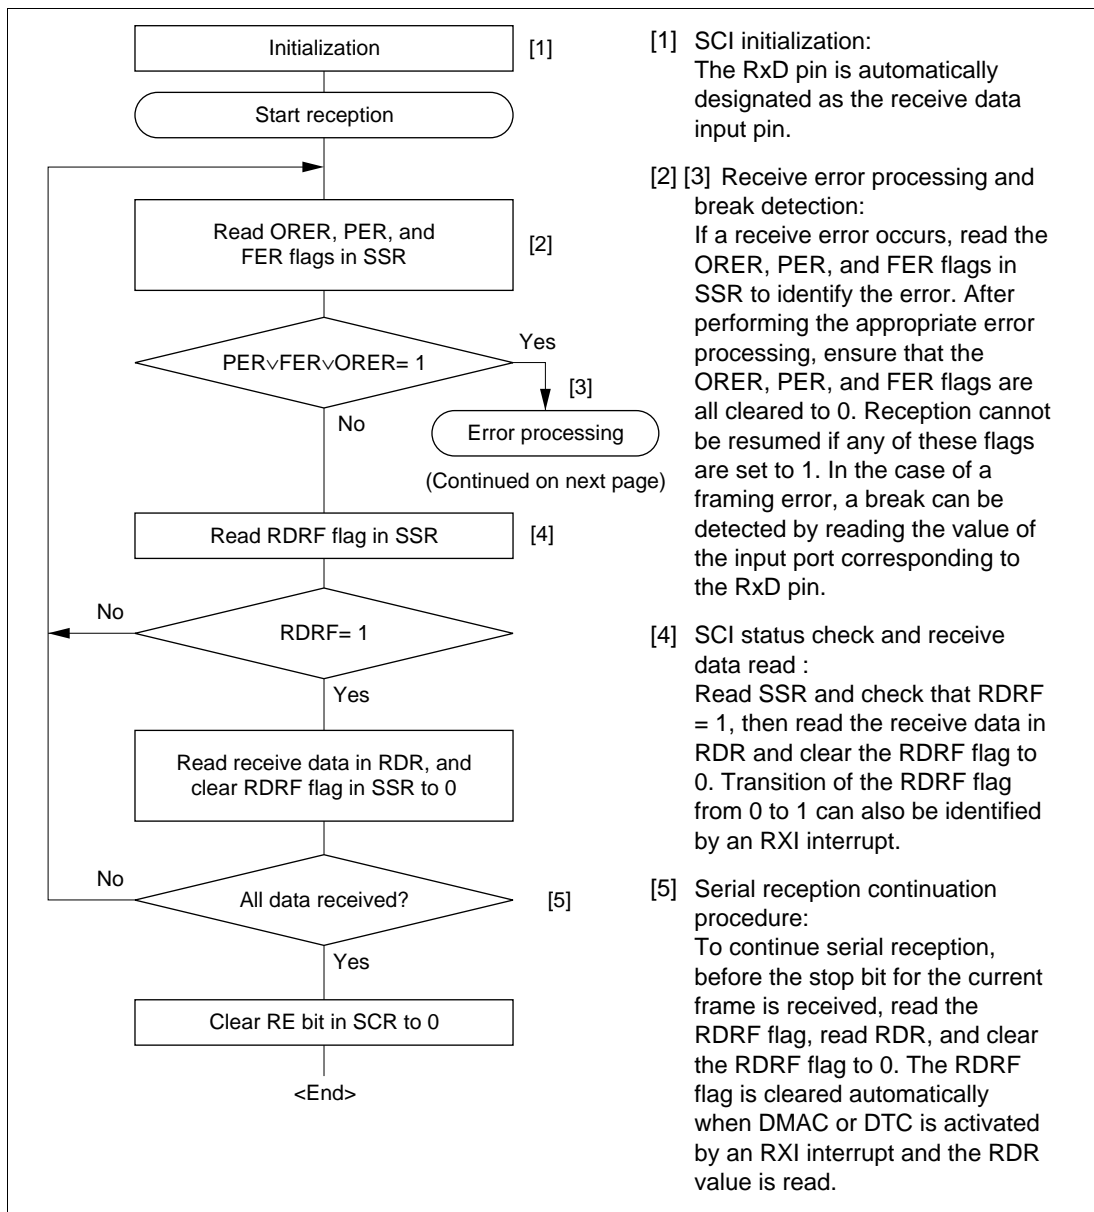 Initialization
[1]
Start reception
Read ORER, PER, and
FER flags in SSR
[2]
PER∨FER∨ORER= 1
Yes
[3]
No
Error processing
(Continued on next page)
Read RDRF flag in SSR
[4]
No
RDRF= 1
Yes
Read receive data in RDR, and
clear RDRF flag in SSR to 0
No
All data received?
[5]
Yes
Clear RE bit in SCR to 0
<End>
[1] SCI initialization:
The RxD pin is automatically
designated as the receive data
input pin.
[2] [3] Receive error processing and
break detection:
If a receive error occurs, read the
ORER, PER, and FER flags in
SSR to identify the error. After
performing the appropriate error
processing, ensure that the
ORER, PER, and FER flags are
all cleared to 0. Reception cannot
be resumed if any of these flags
are set to 1. In the case of a
framing error, a break can be
detected by reading the value of
the input port corresponding to
the RxD pin.
[4] SCI status check and receive
data read :
Read SSR and check that RDRF
= 1, then read the receive data in
RDR and clear the RDRF flag to
0. Transition of the RDRF flag
from 0 to 1 can also be identified
by an RXI interrupt.
[5] Serial reception continuation
procedure:
To continue serial reception,
before the stop bit for the current
frame is received, read the
RDRF flag, read RDR, and clear
the RDRF flag to 0. The RDRF
flag is cleared automatically
when DMAC or DTC is activated
by an RXI interrupt and the RDR
value is read.